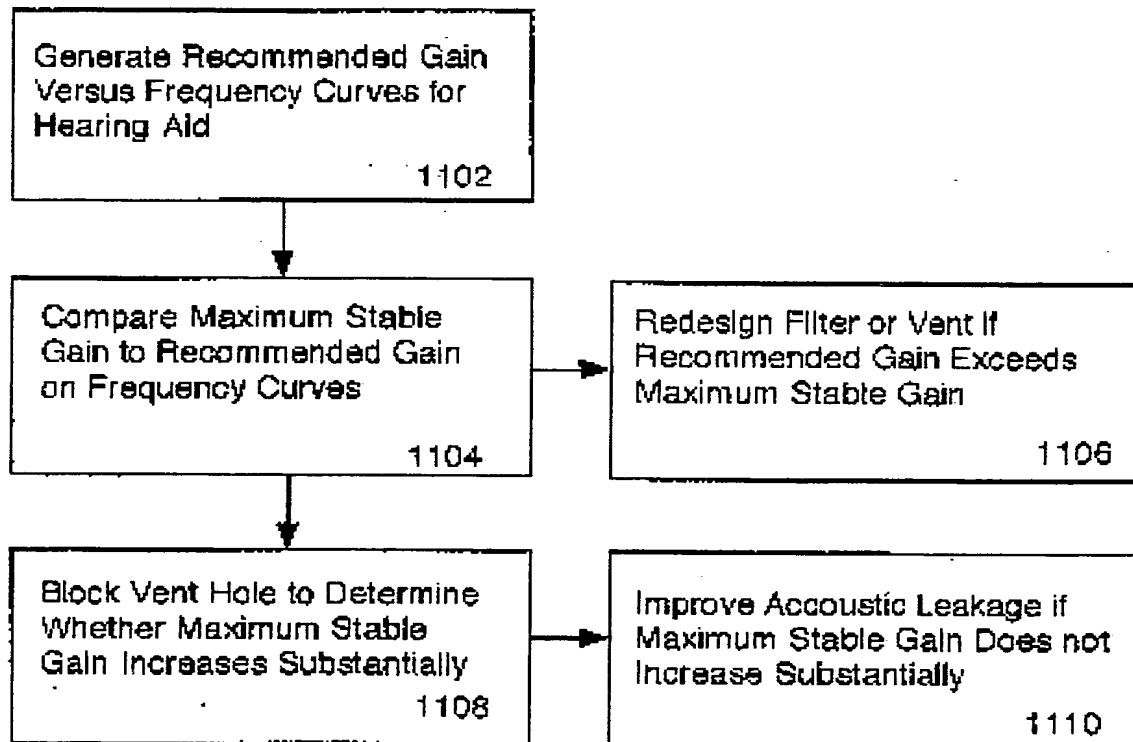 Generate Recommended Gain
Versus Frequency Curves for
Hearing Aid
1102
Compare Maximum Stable
Gain to Recommended Gain
on Frequency Curves
1104
Redesign Filter or Vent if
Recommended Gain Exceeds
Maximum Stable Gain
1106
Block Vent Hole to Determine
Whether Maximum Stable
Gain Increases Substantially
1108
Improve Accoustic Leakage if
Maximum Stable Gain Does not
Increase Substantially
1110